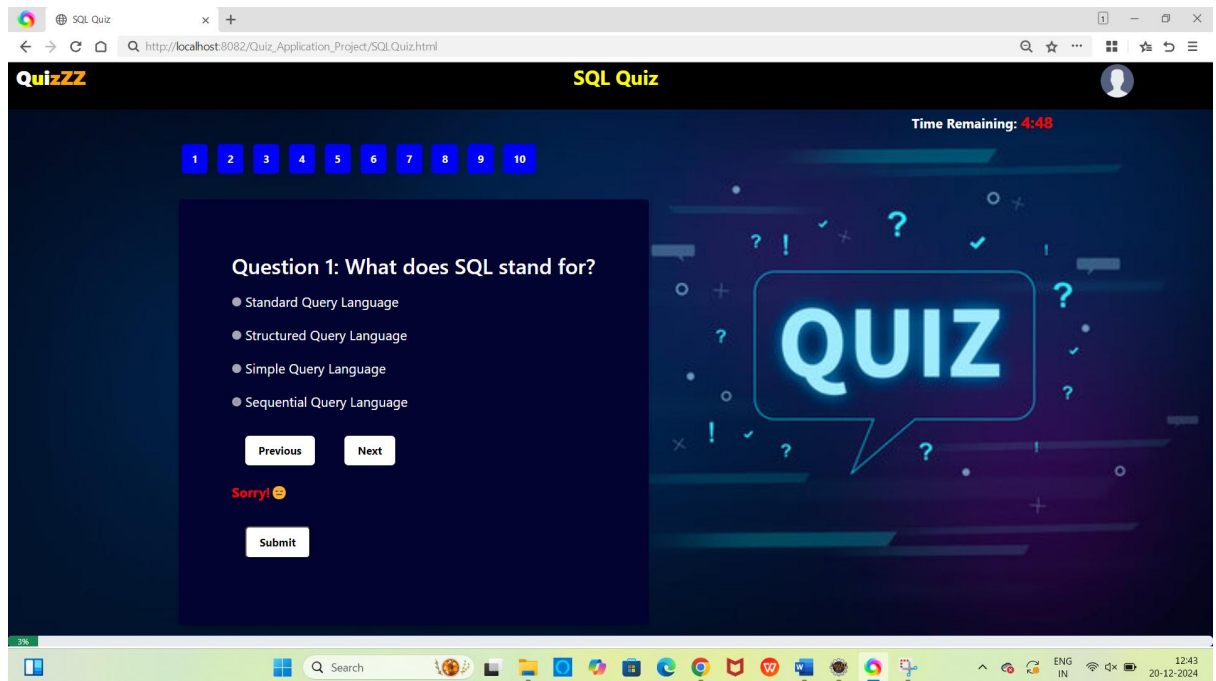 SQL Quiz
1
http://localhost:8082/Quiz_Application_Project/SQLQuiz.html
QuizZZ
SQL Quiz
Time Remaining: 4:48
1 2 3 4 5 6 7 8 9 10
Question 1: What does SQL stand for?
Standard Query Language
Structured Query Language
Simple Query Language
Sequential Query Language
Previous Next
Sorry!😑
Submit
QUIZ
3%
Search
ENG
IN
12:43
20-12-2024